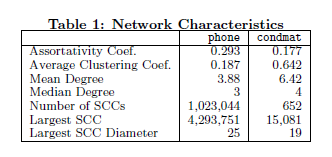 Table 1: Network Characteristics
phone condmat
Assortativity Coef. 0.293 0.177
Average Clustering Coef. 0.187 0.642
Mean Degree 3.88 6.42
Median Degree 3 4
Number of SCCs 1,023,044 652
Largest SCC 4,293,751 15,081
Largest SCC Diameter 25 19